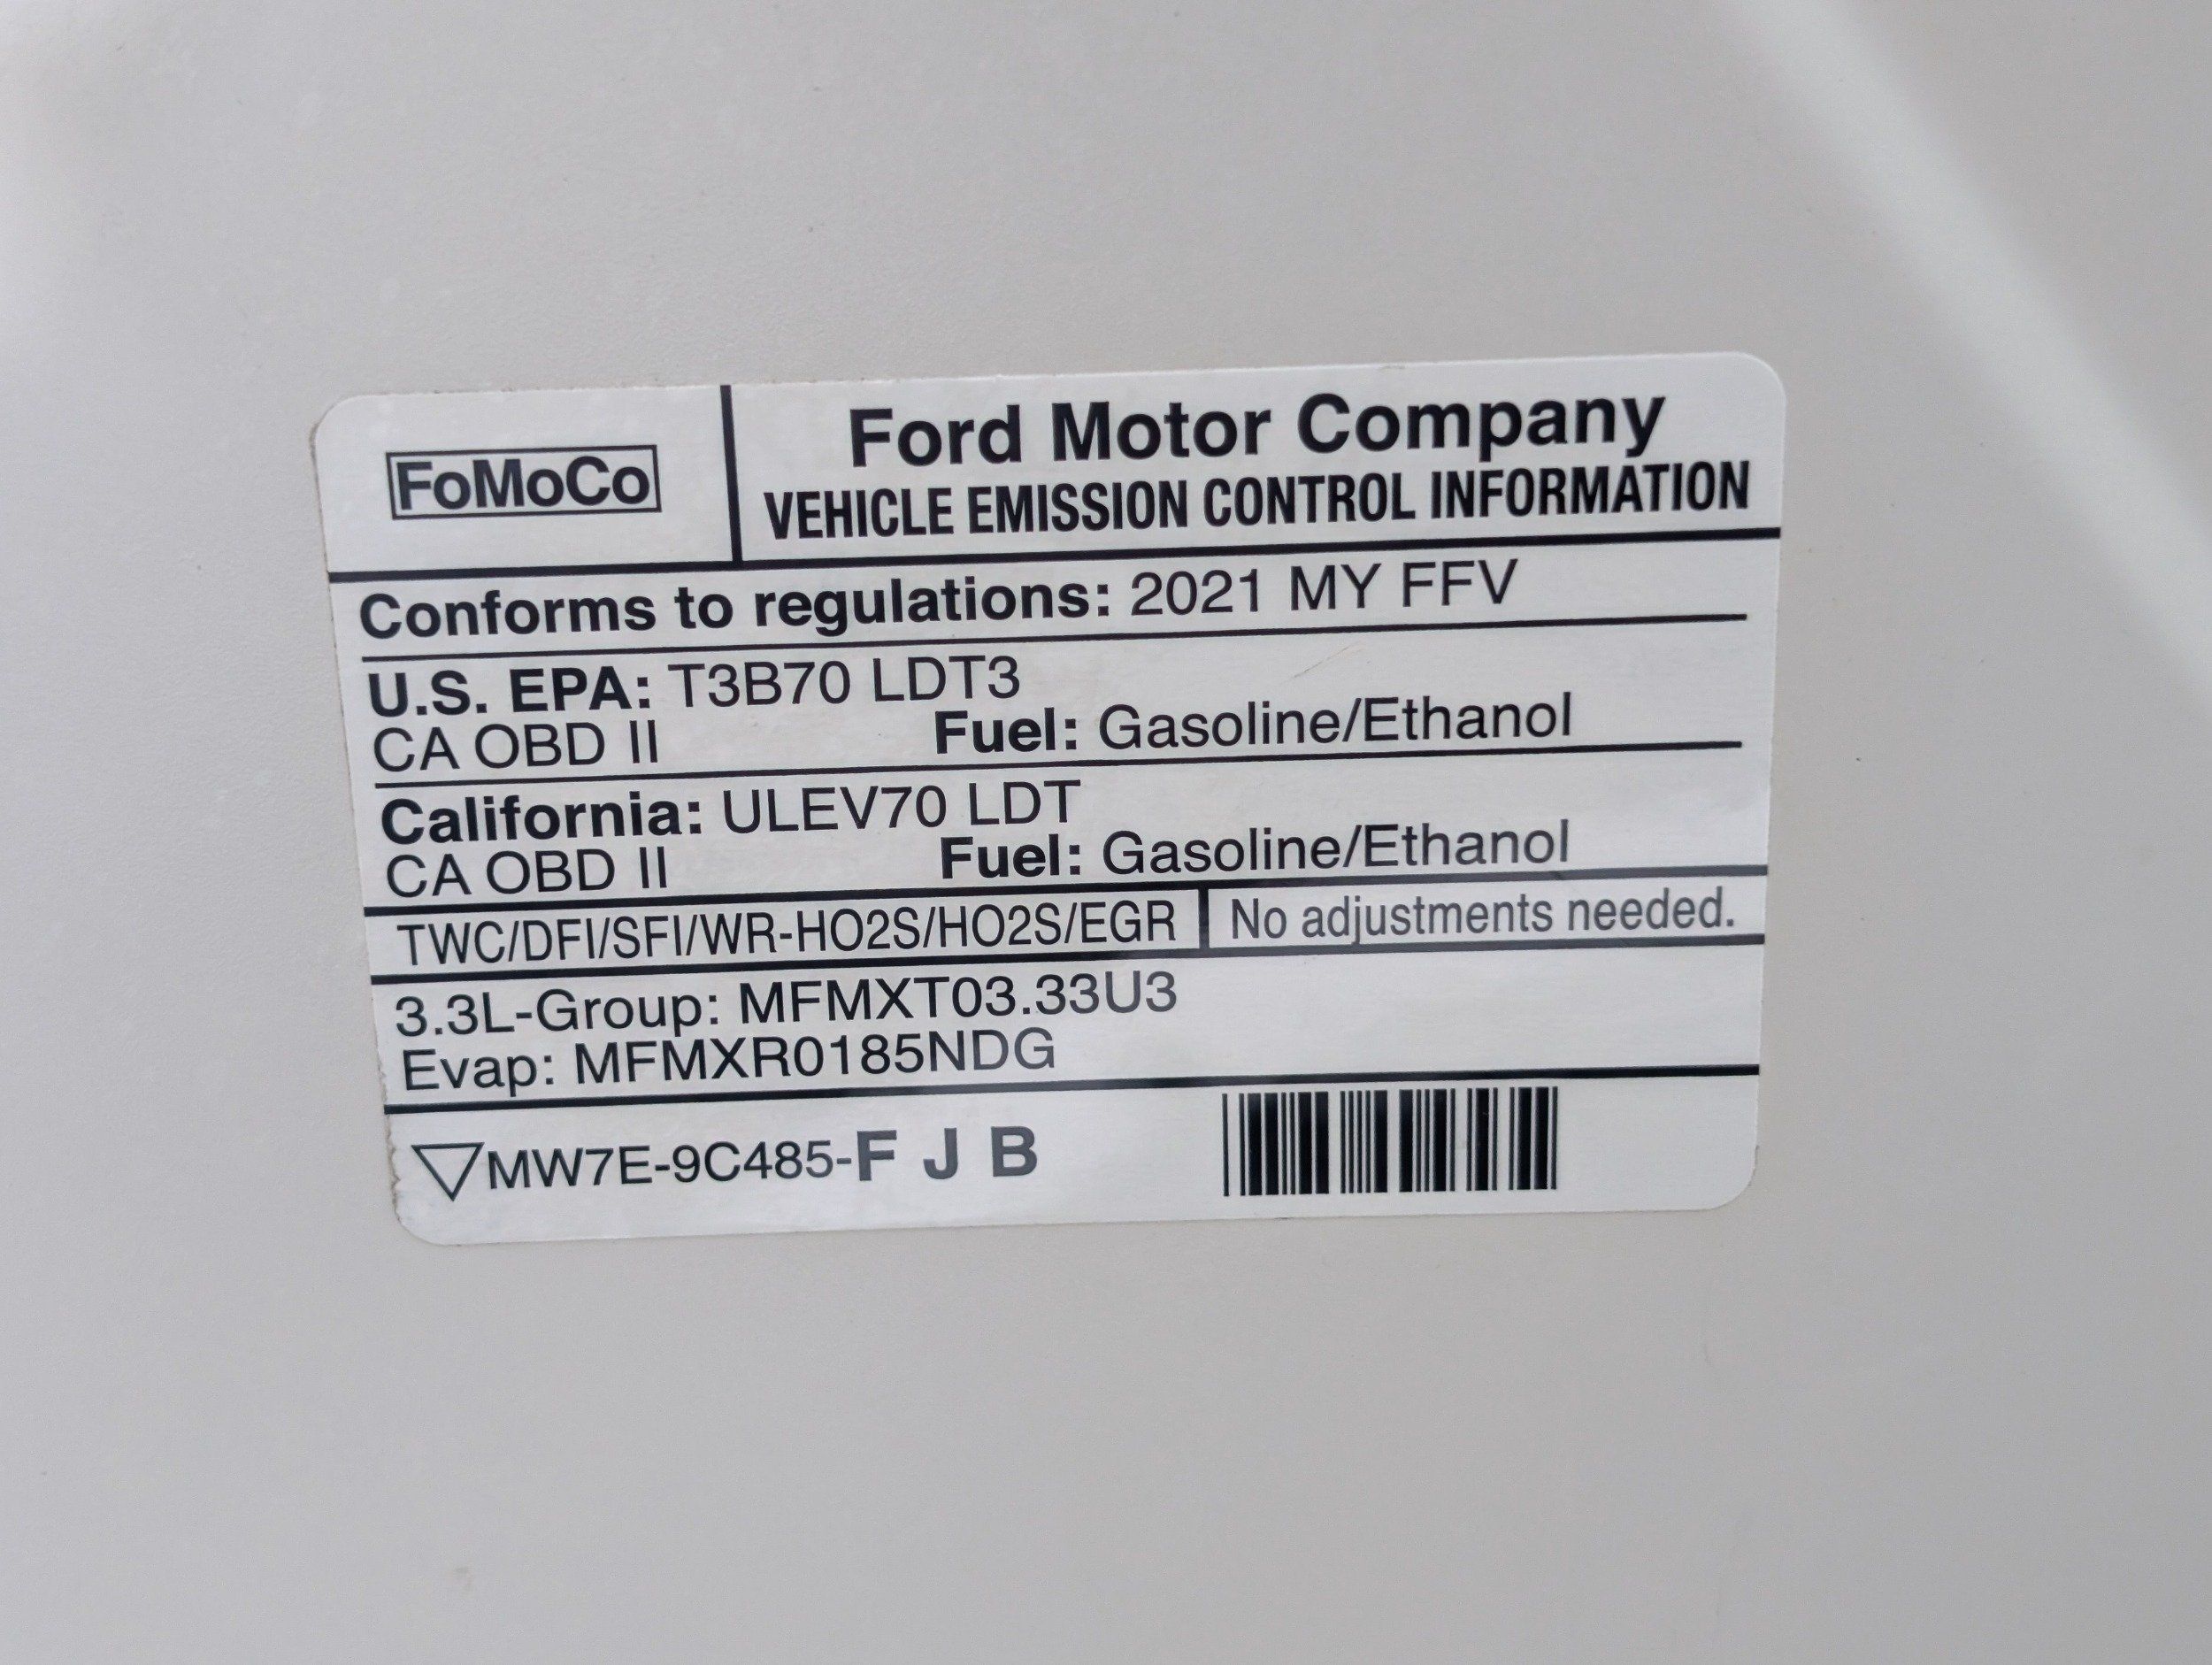 FoMoCo
Ford Motor Company
VEHICLE EMISSION CONTROL INFORMATION
Conforms to regulations: 2021 MY FFV
U.S. EPA: T3B70 LDT3
CA OBD II Fuel: Gasoline/Ethanol
California: ULEV70 LDT
CA OBD II Fuel: Gasoline/Ethanol
TWC/DFI/SFI/WR-HO2S/HO2S/EGR No adjustments needed.
3.3L-Group: MFMXT03.33U3
Evap: MFMXR0185NDG
MW7E-9C485-F J B